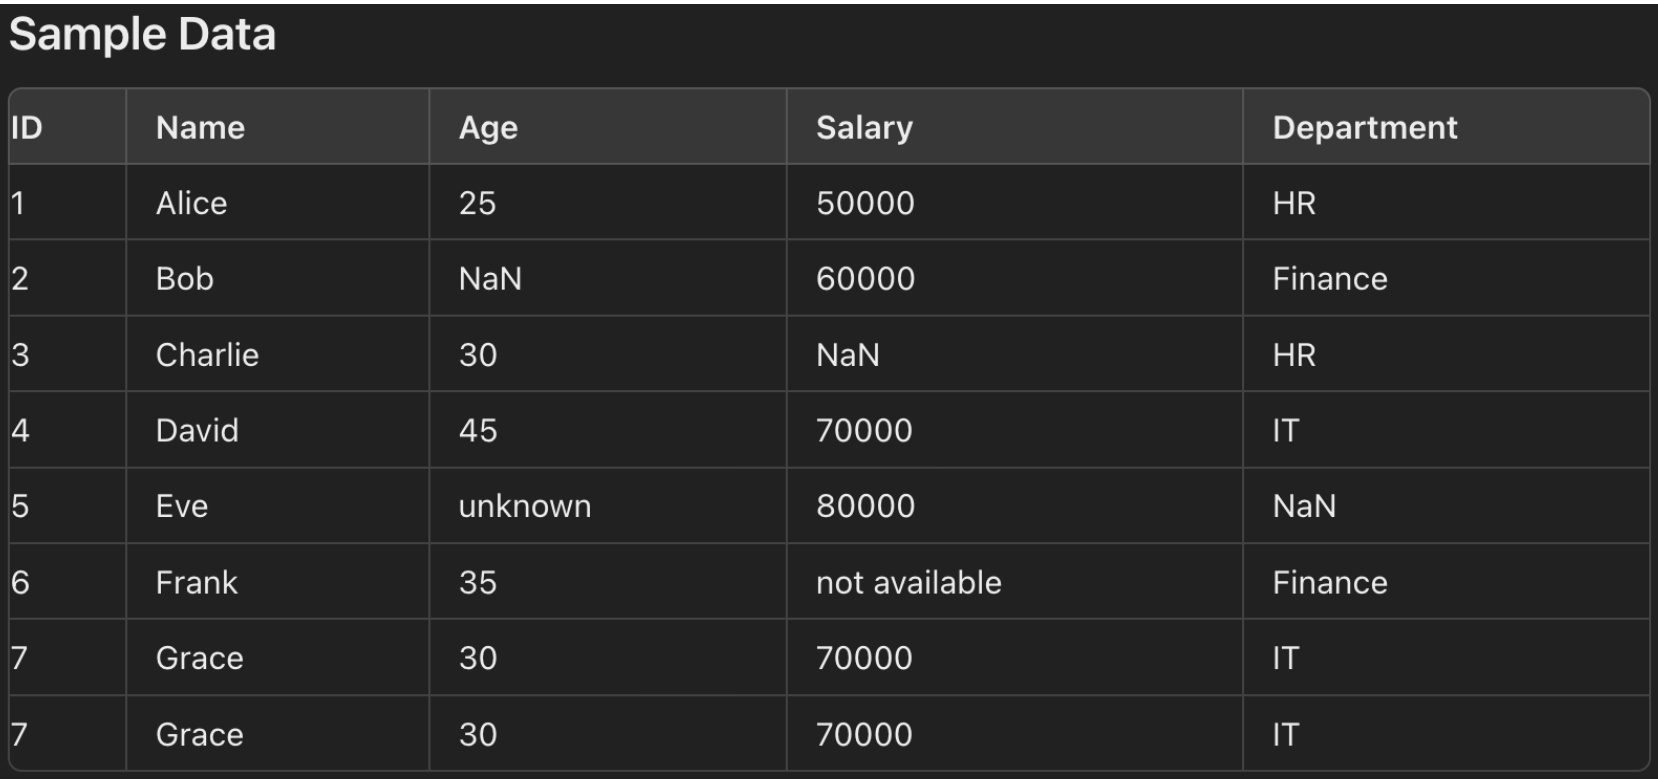 Sample Data
ID Name Age Salary Department
1 Alice 25 50000 HR
2 Bob NaN 60000 Finance
3 Charlie 30 NaN HR
4 David 45 70000 IT
5 Eve unknown 80000 NaN
6 Frank 35 not available Finance
7 Grace 30 70000 IT
7 Grace 30 70000 IT